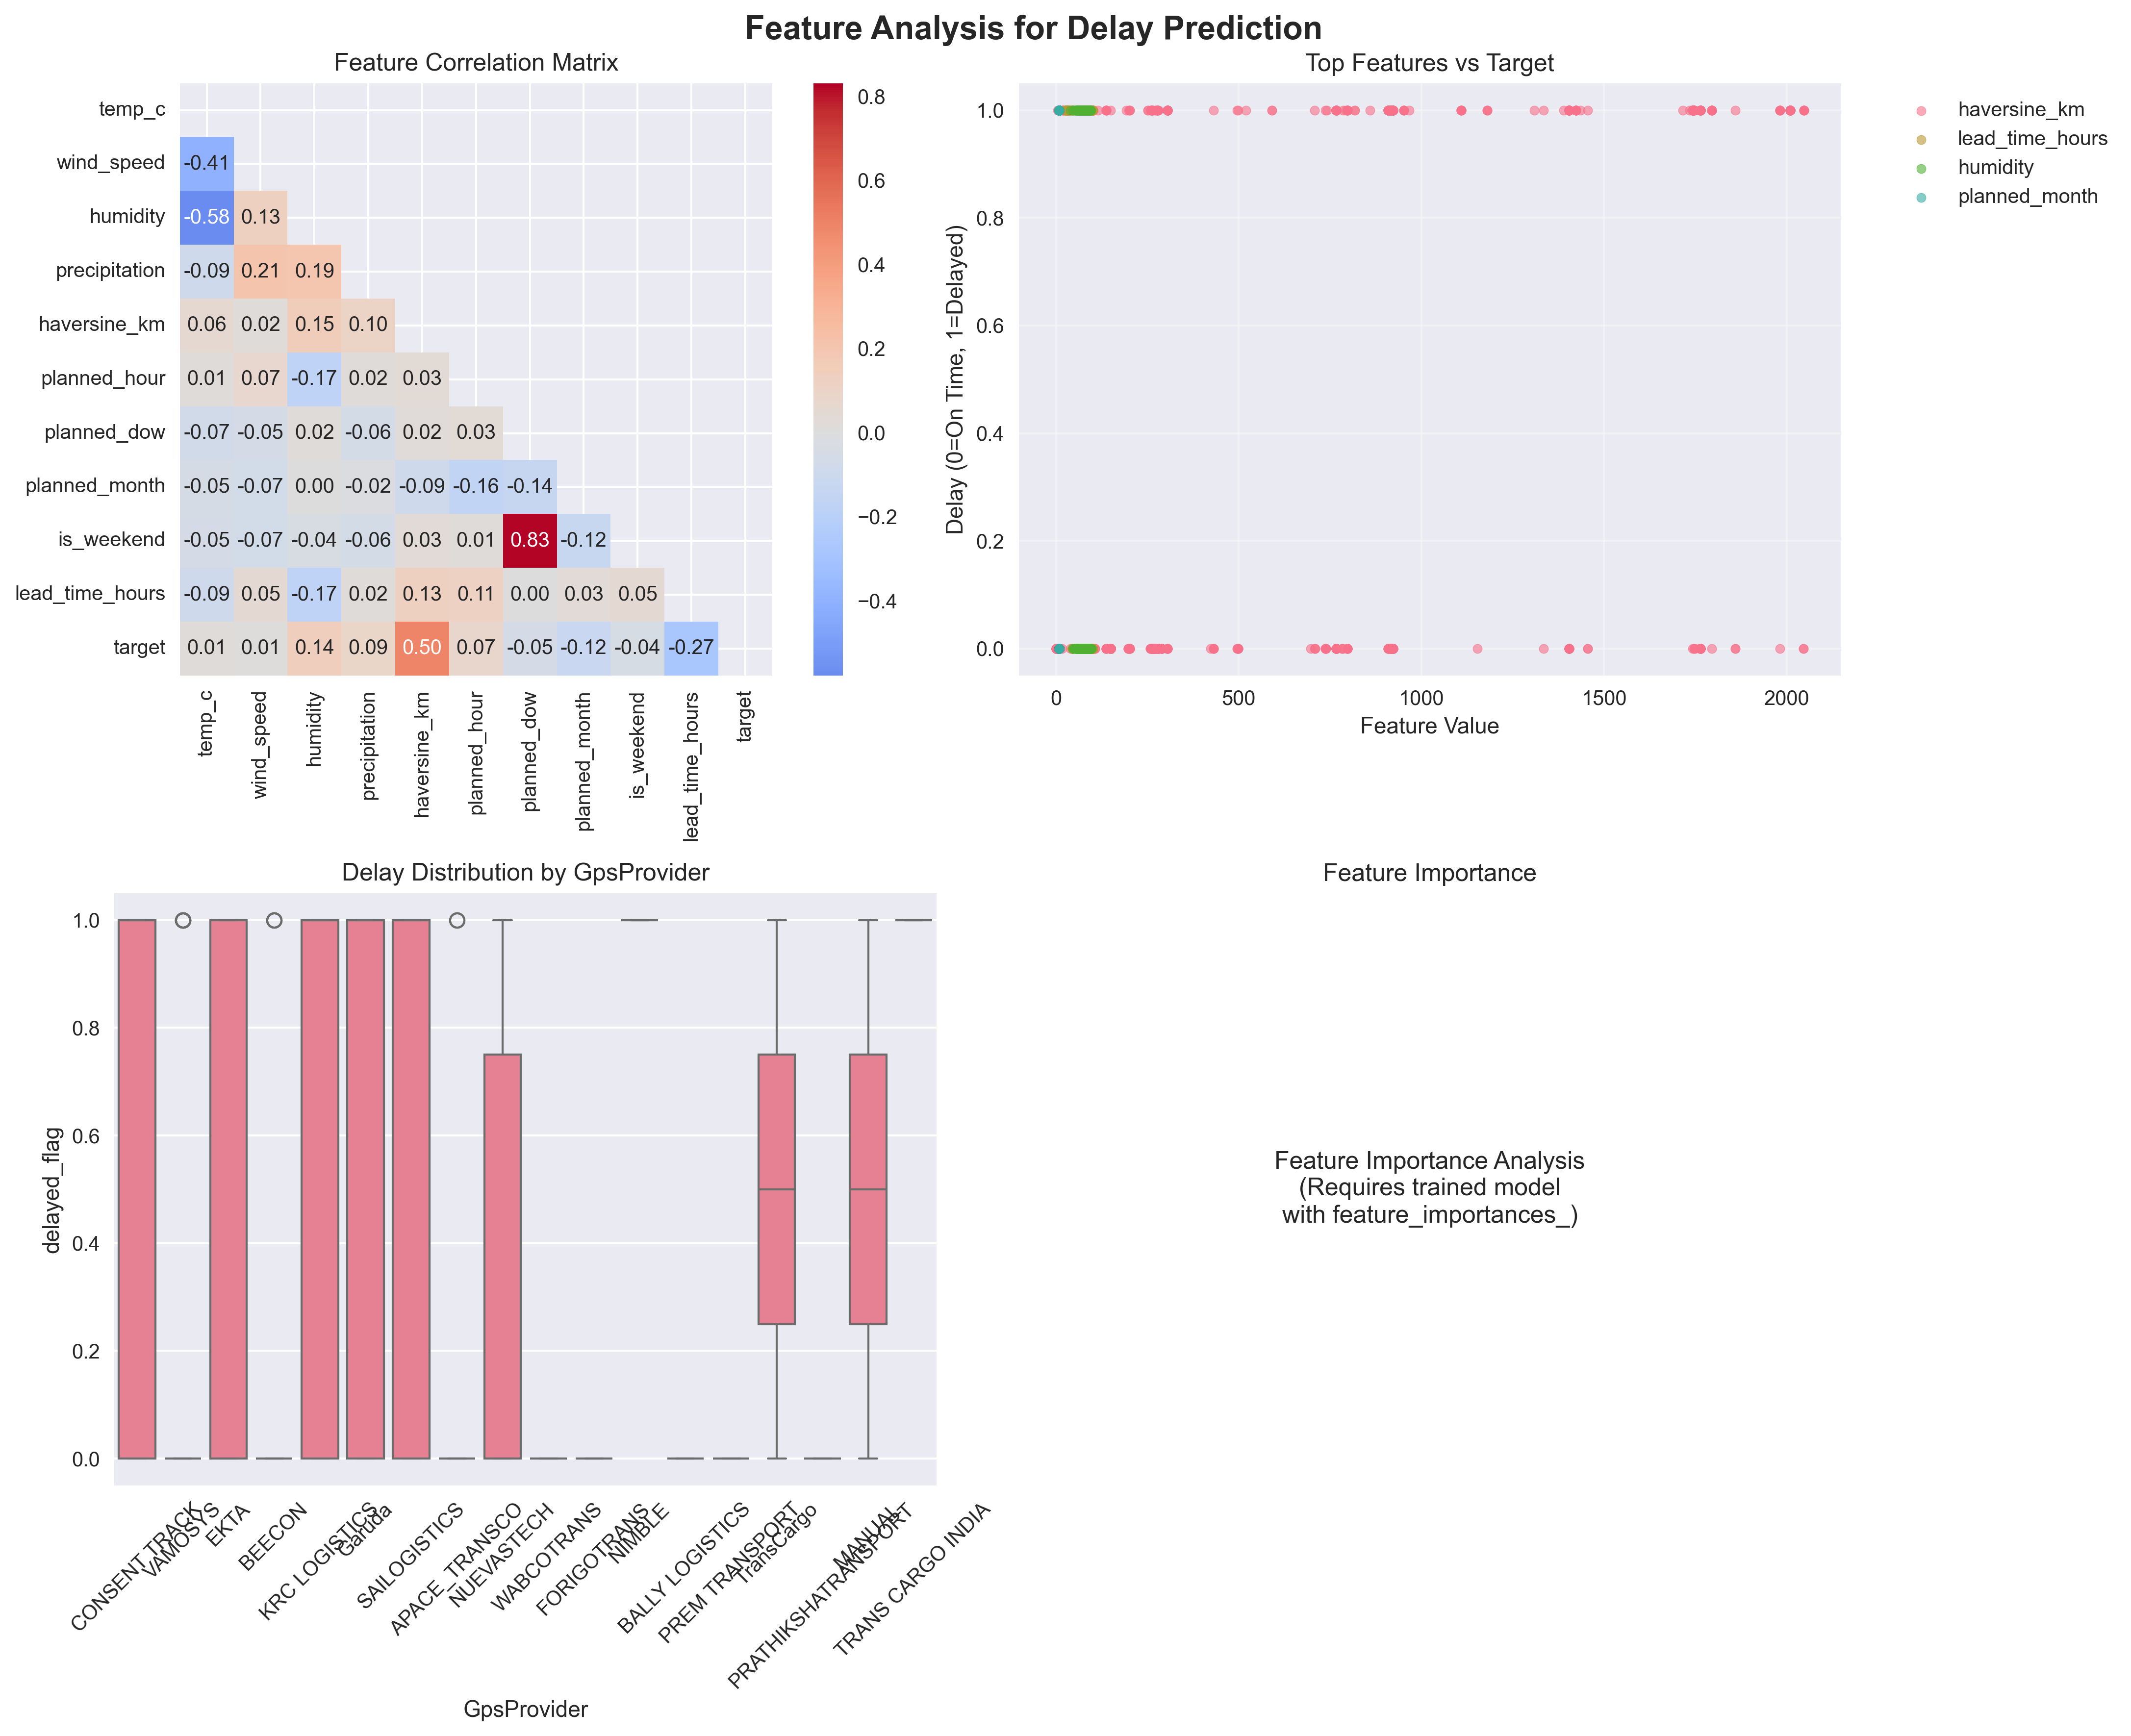 Feature Analysis for Delay Prediction
Feature Correlation Matrix
temp_c
wind_speed -0.41
humidity -0.58 0.13
precipitation -0.09 0.21 0.19
haversine_km 0.06 0.02 0.15 0.10
planned_hour 0.01 0.07 -0.17 0.02 0.03
planned_dow -0.07 -0.05 0.02 -0.06 0.02 0.03
planned_month -0.05 -0.07 0.00 -0.02 -0.09 -0.16 -0.14
is_weekend -0.05 -0.07 -0.04 -0.06 0.03 0.01 0.83 -0.12
lead_time_hours -0.09 0.05 -0.17 0.02 0.13 0.11 0.00 0.03 0.05
target 0.01 0.01 0.14 0.09 0.50 0.07 -0.05 -0.12 -0.04 -0.27
temp_c
wind_speed
humidity
precipitation
haversine_km
planned_hour
planned_dow
planned_month
is_weekend
lead_time_hours
target
0.8
0.6
0.4
0.2
0.0
−0.2
−0.4
Top Features vs Target
Delay (0=On Time, 1=Delayed)
1.0
0.8
0.6
0.4
0.2
0.0
0 500 1000 1500 2000
Feature Value
haversine_km
lead_time_hours
humidity
planned_month
Delay Distribution by GpsProvider
delayed_flag
1.0
0.8
0.6
0.4
0.2
0.0
CONSENT TRACK
VAMOSYS
EKTA
BEECON
KRC LOGISTICS
Garuda
SAILOGISTICS
APACE_TRANSCO
NUEVASTECH
WABCOTRANS
FORIGOTRANS
NIMBLE
BALLY LOGISTICS
PREM TRANSPORT
TransCargo
PRATHIKSHATRANSPORT
MANUAL
TRANS CARGO INDIA
GpsProvider
Feature Importance
Feature Importance Analysis
(Requires trained model
with feature_importances_)